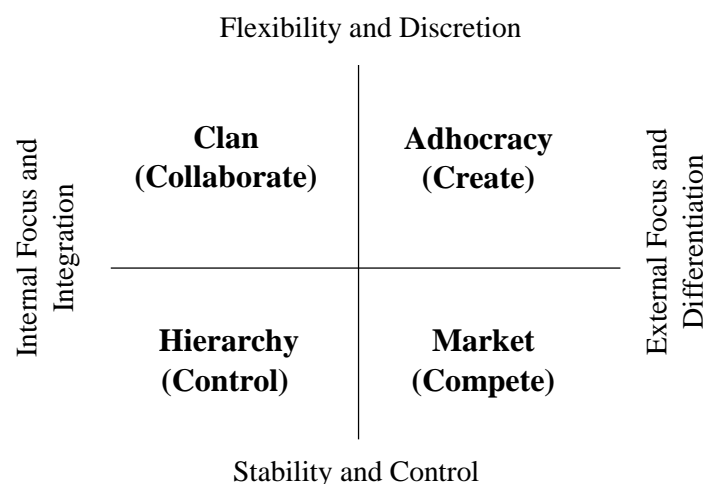 Flexibility and Discretion
Internal Focus and
Integration
Clan
(Collaborate)
Adhocracy
(Create)
External Focus and
Differentiation
Hierarchy
(Control)
Market
(Compete)
Stability and Control